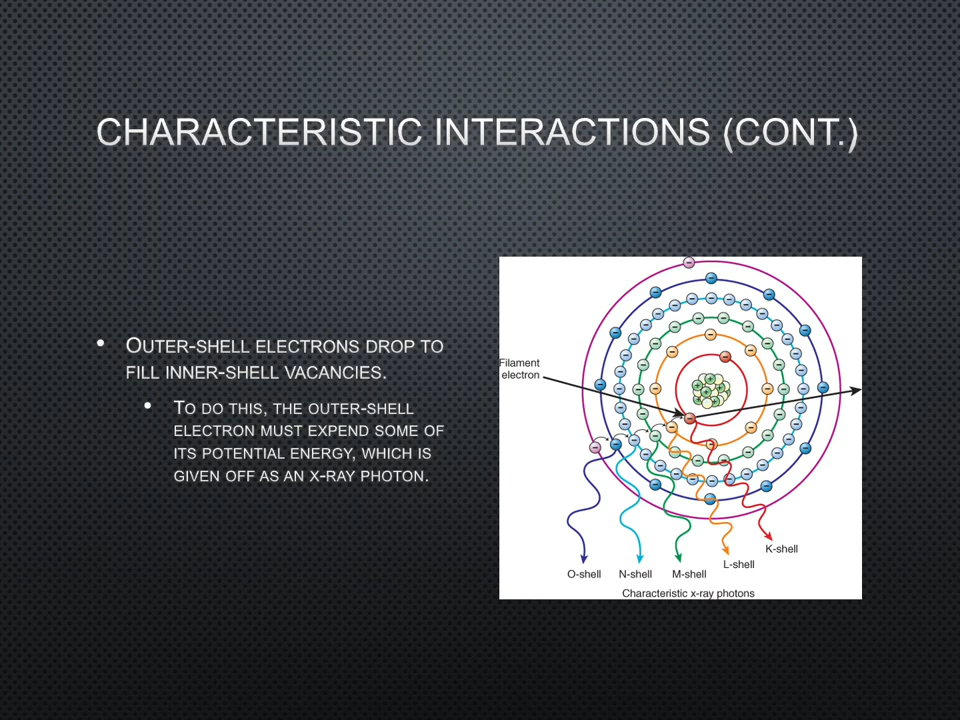 CHARACTERISTIC INTERACTIONS (CONT.)
• OUTER-SHELL ELECTRONS DROP TO
FILL INNER-SHELL VACANCIES.
• TO DO THIS, THE OUTER-SHELL
ELECTRON MUST EXPEND SOME OF
ITS POTENTIAL ENERGY, WHICH IS
GIVEN OFF AS AN X-RAY PHOTON.
Filament
electron
K-shell
L-shell
O-shell N-shell M-shell
Characteristic x-ray photons